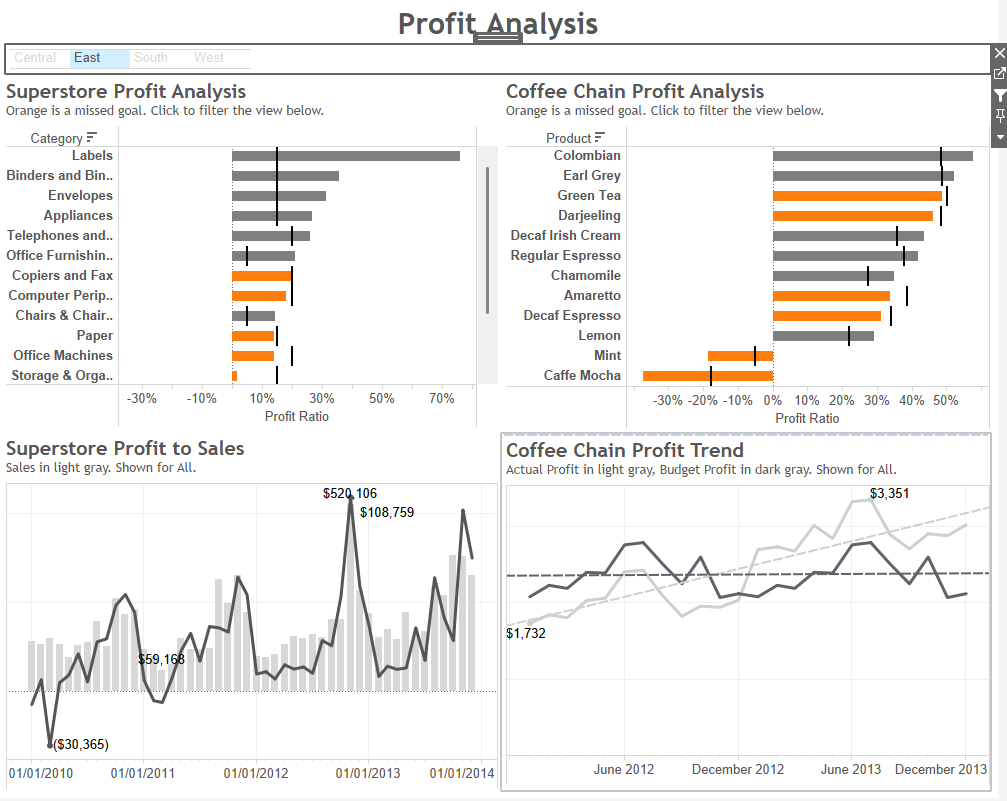 Profit Analysis
Central East South West
Superstore Profit Analysis
Orange is a missed goal. Click to filter the view below.
Category
Labels
Binders and Bin..
Envelopes
Appliances
Telephones and..
Office Furnishin..
Copiers and Fax
Computer Perip..
Chairs & Chair..
Paper
Office Machines
Storage & Orga..
-30% -10% 10% 30% 50% 70%
Profit Ratio
Coffee Chain Profit Analysis
Orange is a missed goal. Click to filter the view below.
Product
Colombian
Earl Grey
Green Tea
Darjeeling
Decaf Irish Cream
Regular Espresso
Chamomile
Amaretto
Decaf Espresso
Lemon
Mint
Caffe Mocha
-30% -20% -10% 0% 10% 20% 30% 40% 50%
Profit Ratio
Superstore Profit to Sales
Sales in light gray. Shown for All.
$520,106
$108,759
$59,168
($30,365)
01/01/2010 01/01/2011 01/01/2012 01/01/2013 01/01/2014
Coffee Chain Profit Trend
Actual Profit in light gray, Budget Profit in dark gray. Shown for All.
$3,351
$1,732
June 2012 December 2012 June 2013 December 2013